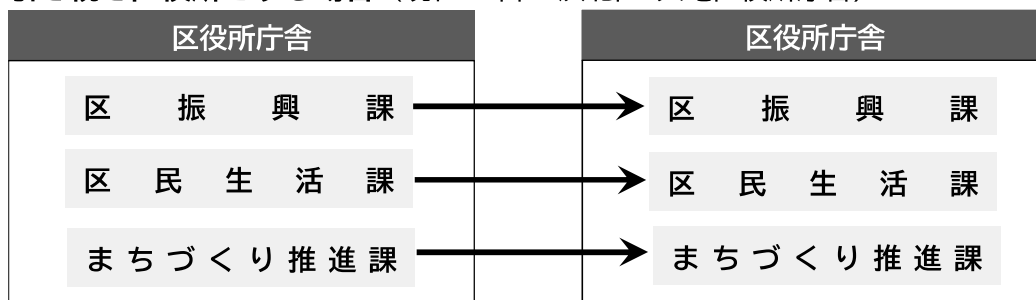 区役所庁舎 区役所庁舎
区振興課 区振興課
区民生活課 区民生活課
まちづくり推進課 まちづくり推進課